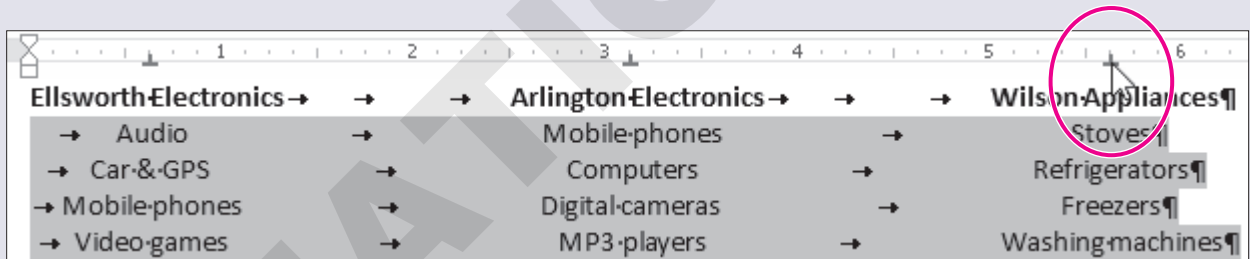 1 2 3 4 5 6
Ellsworth·Electronics→ → → Arlington·Electronics→ → → Wilson·Appliances¶
→ Audio → Mobile·phones → Stoves¶
→ Car·&·GPS → Computers → Refrigerators¶
→ Mobile·phones → Digital·cameras → Freezers¶
→ Video·games → MP3·players → Washing·machines¶